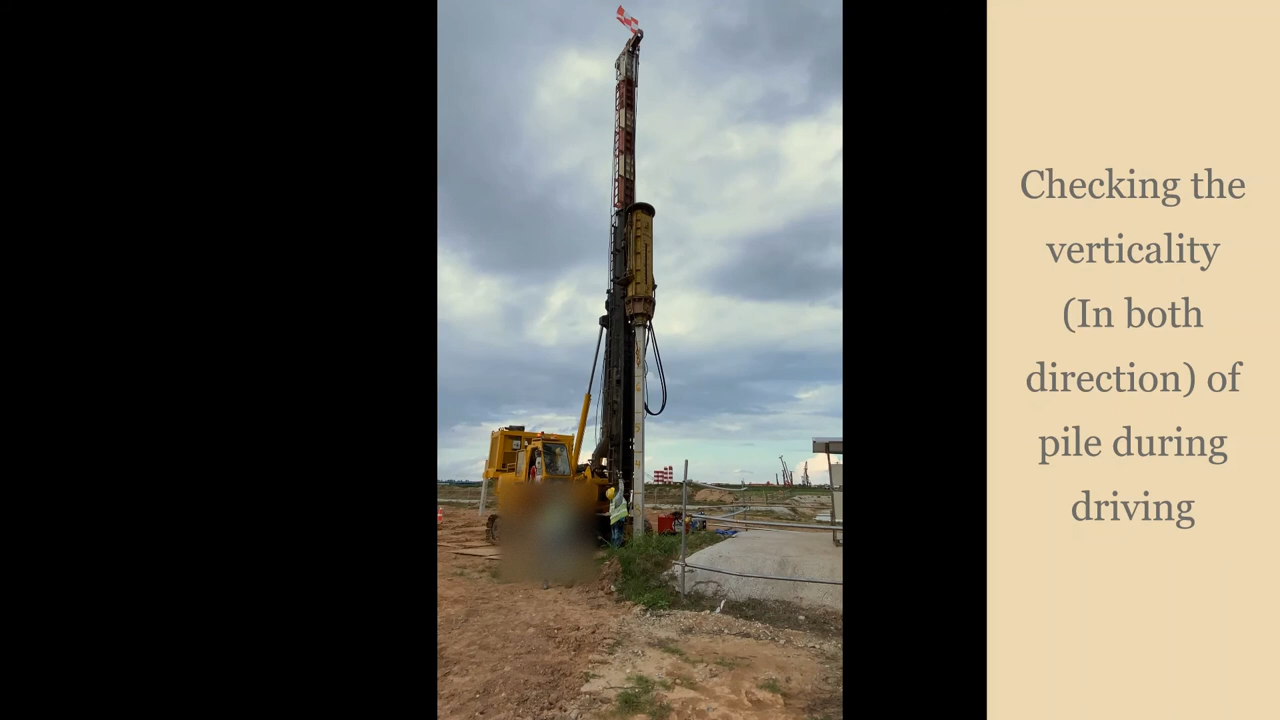 Checking the
verticality
(In both
direction) of
pile during
driving